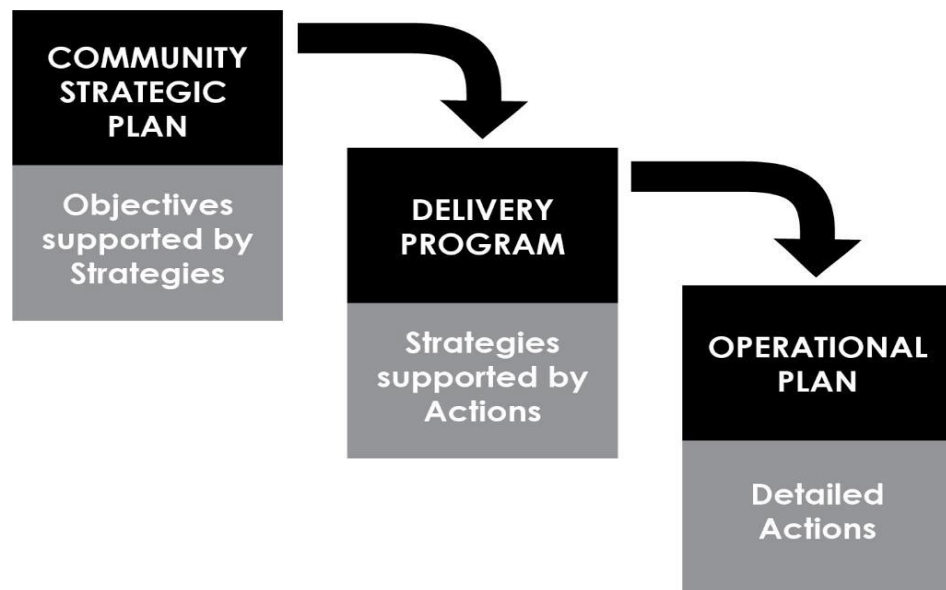 COMMUNITY
STRATEGIC
PLAN
Objectives
supported by
Strategies
DELIVERY
PROGRAM
Strategies
supported by
Actions
OPERATIONAL
PLAN
Detailed
Actions